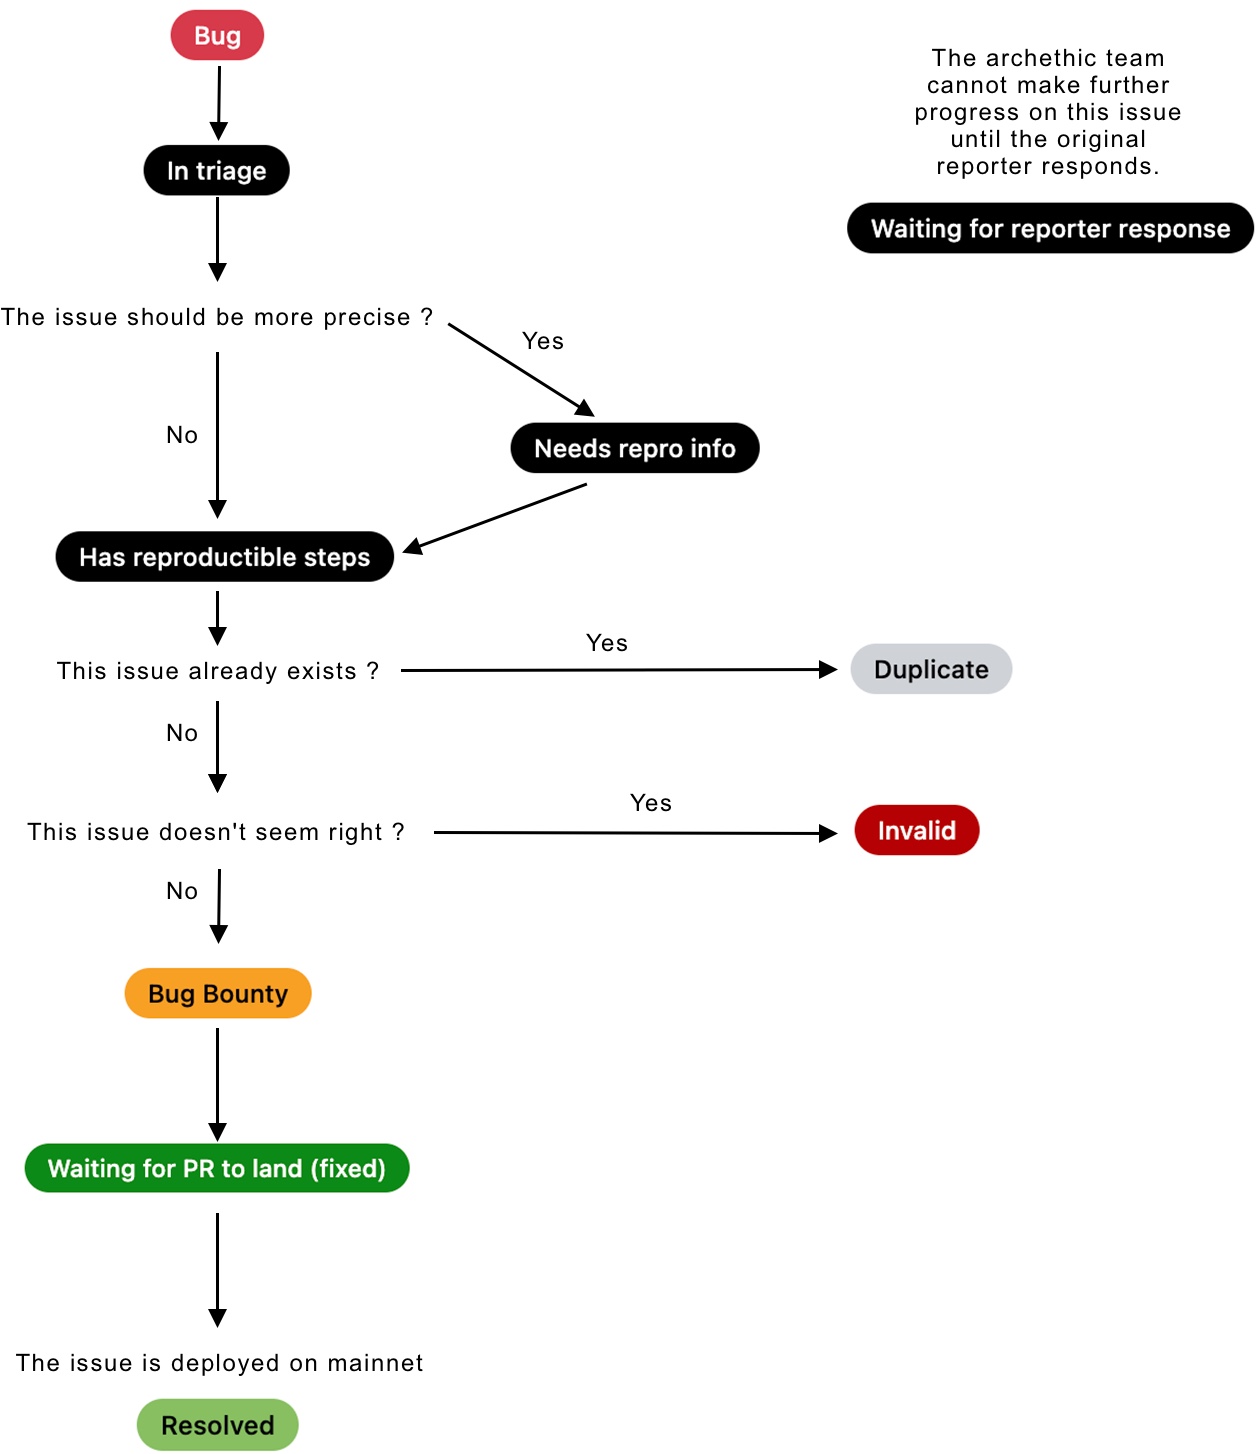 Bug
The archethic team
cannot make further
progress on this issue
until the original
reporter responds.
In triage
Waiting for reporter response
The issue should be more precise ?
Yes
No
Needs repro info
Has reproductible steps
Yes
This issue already exists ?
Duplicate
No
Yes
This issue doesn't seem right ?
Invalid
No
Bug Bounty
Waiting for PR to land (fixed)
The issue is deployed on mainnet
Resolved